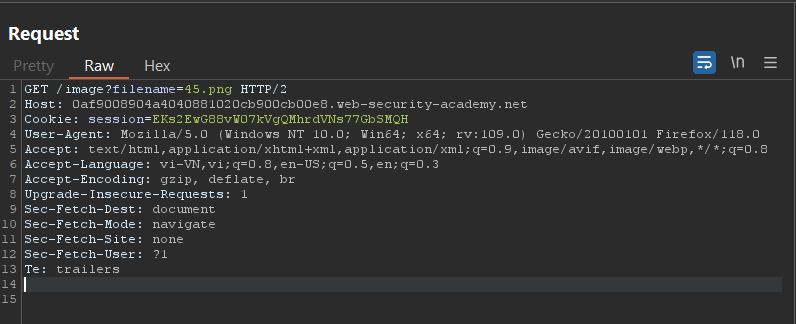 Request
Pretty Raw Hex
\n
1 GET /image?filename=45.png HTTP/2
2 Host: 0af9008904a4040881020cb900cb00e8.web-security-academy.net
3 Cookie: session=EKs2EwG88vW07kVgQMhrdVNs77GbSMQH
4 User-Agent: Mozilla/5.0 (Windows NT 10.0; Win64; x64; rv:109.0) Gecko/20100101 Firefox/118.0
5 Accept: text/html,application/xhtml+xml,application/xml;q=0.9,image/avif,image/webp,*/*;q=0.8
6 Accept-Language: vi-VN,vi;q=0.8,en-US;q=0.5,en;q=0.3
7 Accept-Encoding: gzip, deflate, br
8 Upgrade-Insecure-Requests: 1
9 Sec-Fetch-Dest: document
10 Sec-Fetch-Mode: navigate
11 Sec-Fetch-Site: none
12 Sec-Fetch-User: ?1
13 Te: trailers
14
15